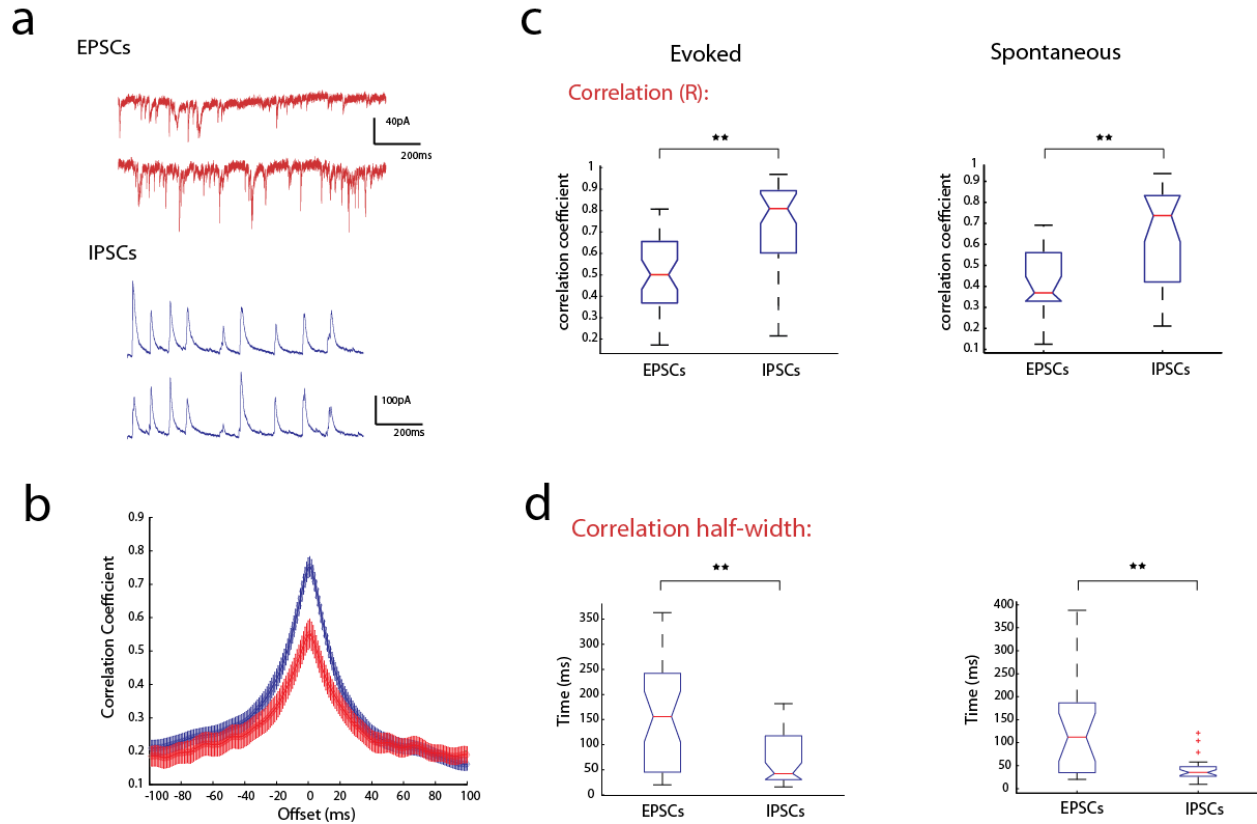 a
EPSCs
40pA
200ms
IPSCs
100pA
200ms
b
0.9
0.8
0.7
0.6
0.5
0.4
0.3
0.2
0.1
Correlation Coefficient
-100 -80 -60 -40 -20 0 20 40 60 80 100
Offset (ms)
c
Evoked
Spontaneous
Correlation (R):
**
1
0.9
0.8
0.7
0.6
0.5
0.4
0.3
0.2
correlation coefficient
EPSCs IPSCs
**
1
0.9
0.8
0.7
0.6
0.5
0.4
0.3
0.2
0.1
correlation coefficient
EPSCs IPSCs
d
Correlation half-width:
**
350
300
250
200
150
100
50
0
Time (ms)
EPSCs IPSCs
**
400
350
300
250
200
150
100
50
0
Time (ms)
EPSCs IPSCs